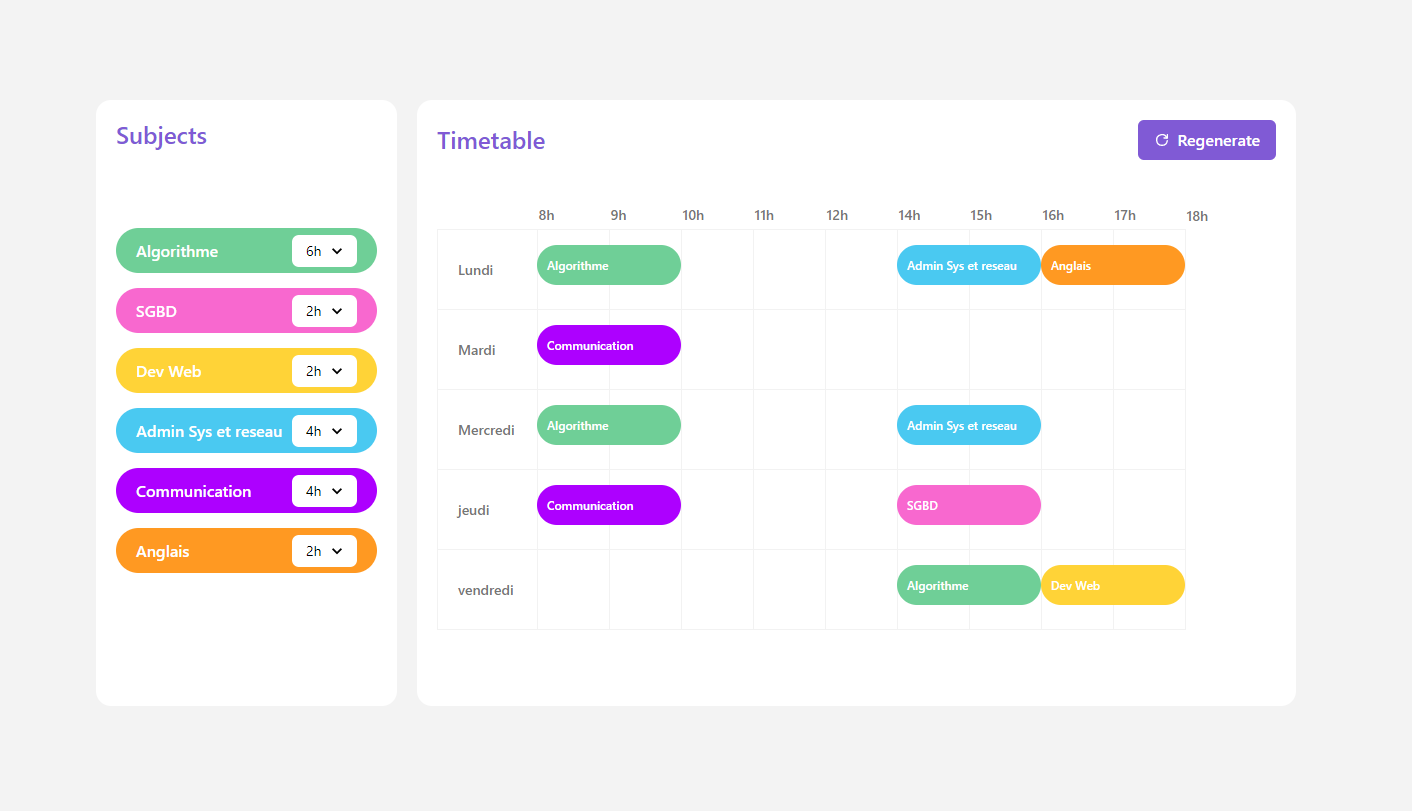 Subjects
Algorithme 6h
SGBD 2h
Dev Web 2h
Admin Sys et reseau 4h
Communication 4h
Anglais 2h
Timetable
Regenerate
8h 9h 10h 11h 12h 14h 15h 16h 17h 18h
Lundi Algorithme Admin Sys et reseau Anglais
Mardi Communication
Mercredi Algorithme Admin Sys et reseau
jeudi Communication SGBD
vendredi Algorithme Dev Web